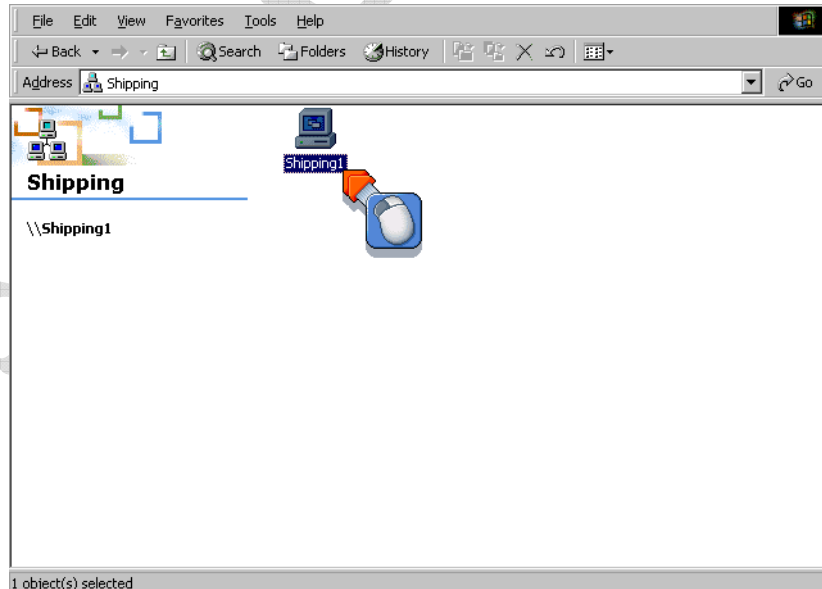 File Edit View Favorites Tools Help
Back Search Folders History
Address Shipping Go
Shipping1
Shipping
\\Shipping1
1 object(s) selected